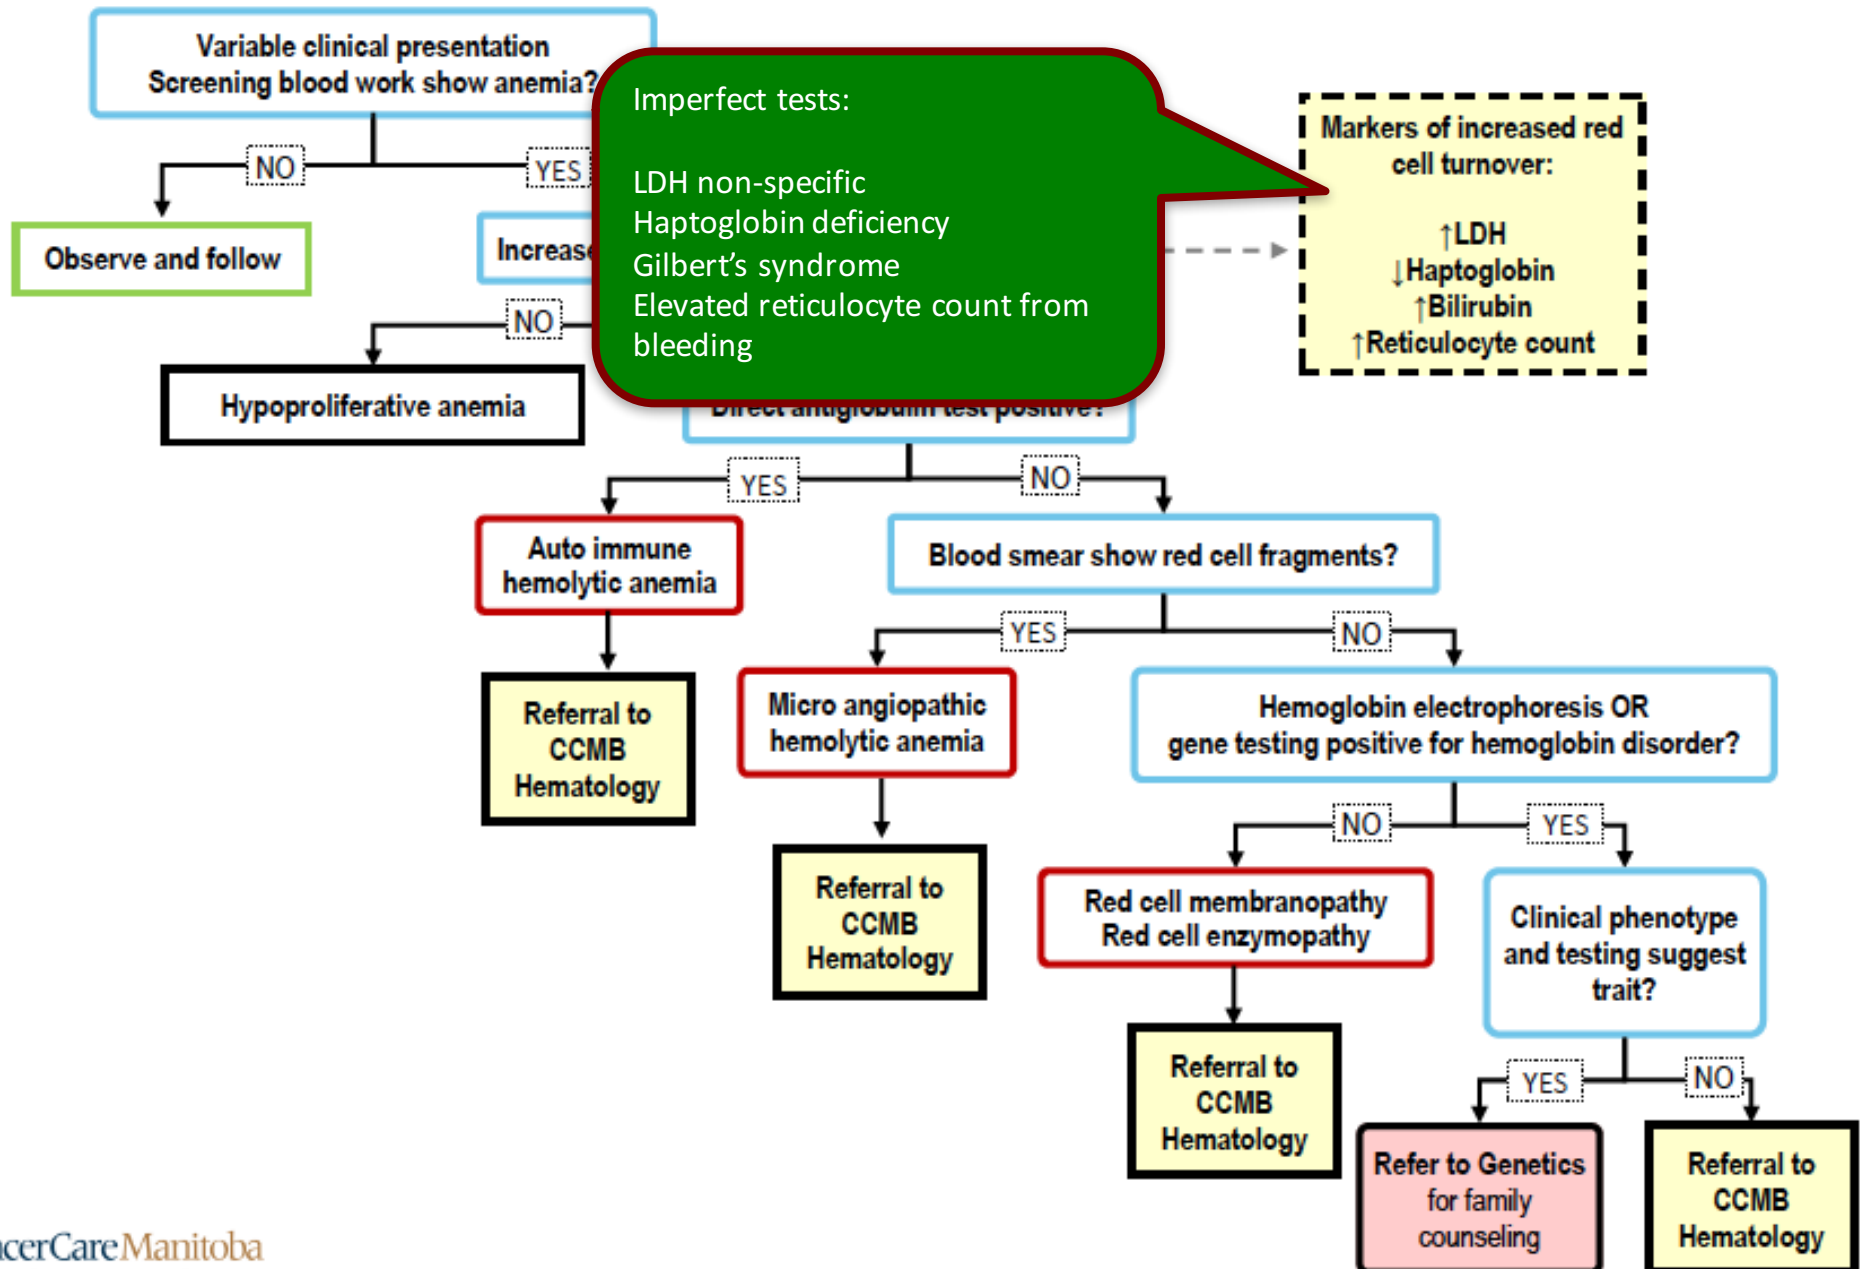 Variable clinical presentation
Screening blood work show anemia?
Imperfect tests:
LDH non-specific
Haptoglobin deficiency
Gilbert's syndrome
Elevated reticulocyte count from
bleeding
Markers of increased red
cell turnover:
↑LDH
↓Haptoglobin
↑Bilirubin
↑Reticulocyte count
NO
YES
Observe and follow
NO
Hypoproliferative anemia
Direct antiglobulin test positive?
YES
NO
Auto immune
hemolytic anemia
Blood smear show red cell fragments?
YES
NO
Referral to
CCMB
Hematology
Micro angiopathic
hemolytic anemia
Hemoglobin electrophoresis OR
gene testing positive for hemoglobin disorder?
NO
YES
Referral to
CCMB
Hematology
Red cell membranopathy
Red cell enzymopathy
Clinical phenotype
and testing suggest
trait?
Referral to
CCMB
Hematology
YES
NO
Refer to Genetics
for family
counseling
Referral to
CCMB
Hematology
Manitoba